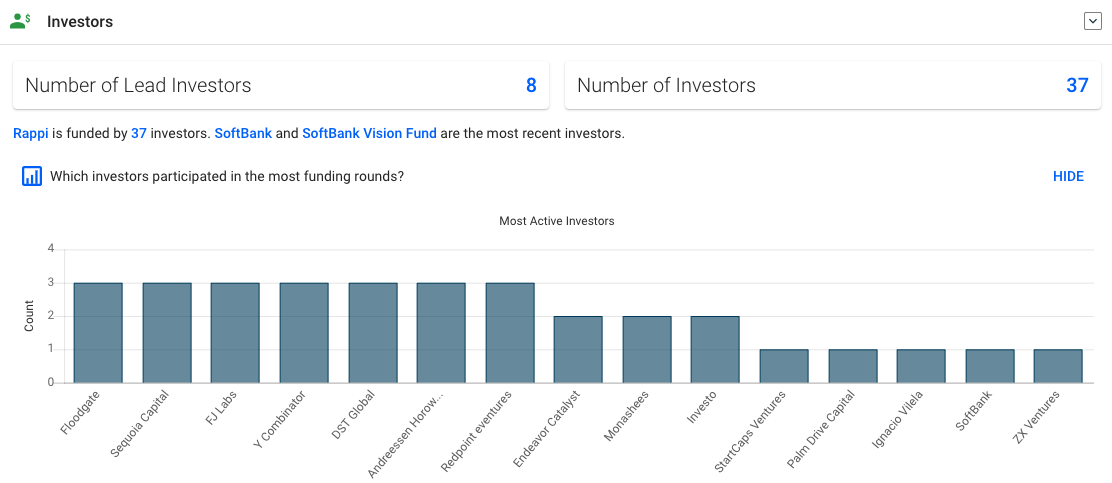 Investors
Number of Lead Investors 8
Number of Investors 37
Rappi is funded by 37 investors. SoftBank and SoftBank Vision Fund are the most recent investors.
Which investors participated in the most funding rounds?
HIDE
Most Active Investors
Count
4
3
2
1
0
Floodgate
Sequoia Capital
FJ Labs
Y Combinator
DST Global
Andreessen Horow...
Redpoint eventures
Endeavor Catalyst
Monashees
Investo
StartCaps Ventures
Palm Drive Capital
Ignacio Vilela
SoftBank
ZX Ventures